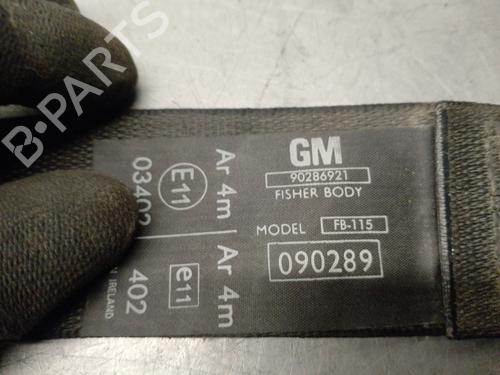 GM
90286921
FISHER BODY
MODEL FB-115
090289
Ar 4m
E11
03402
Ar 4m
e11
402
IRELAND
B-PARTS